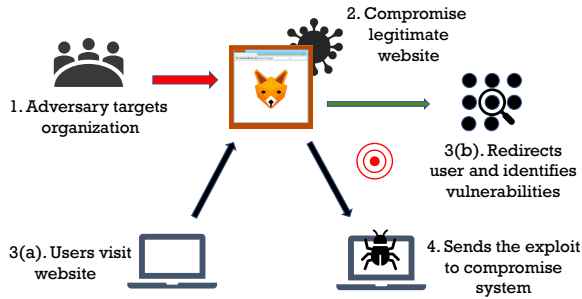 2. Compromise
legitimate
website
1. Adversary targets
organization
3(b). Redirects
user and identifies
vulnerabilities
3(a). Users visit
website
4. Sends the exploit
to compromise
system